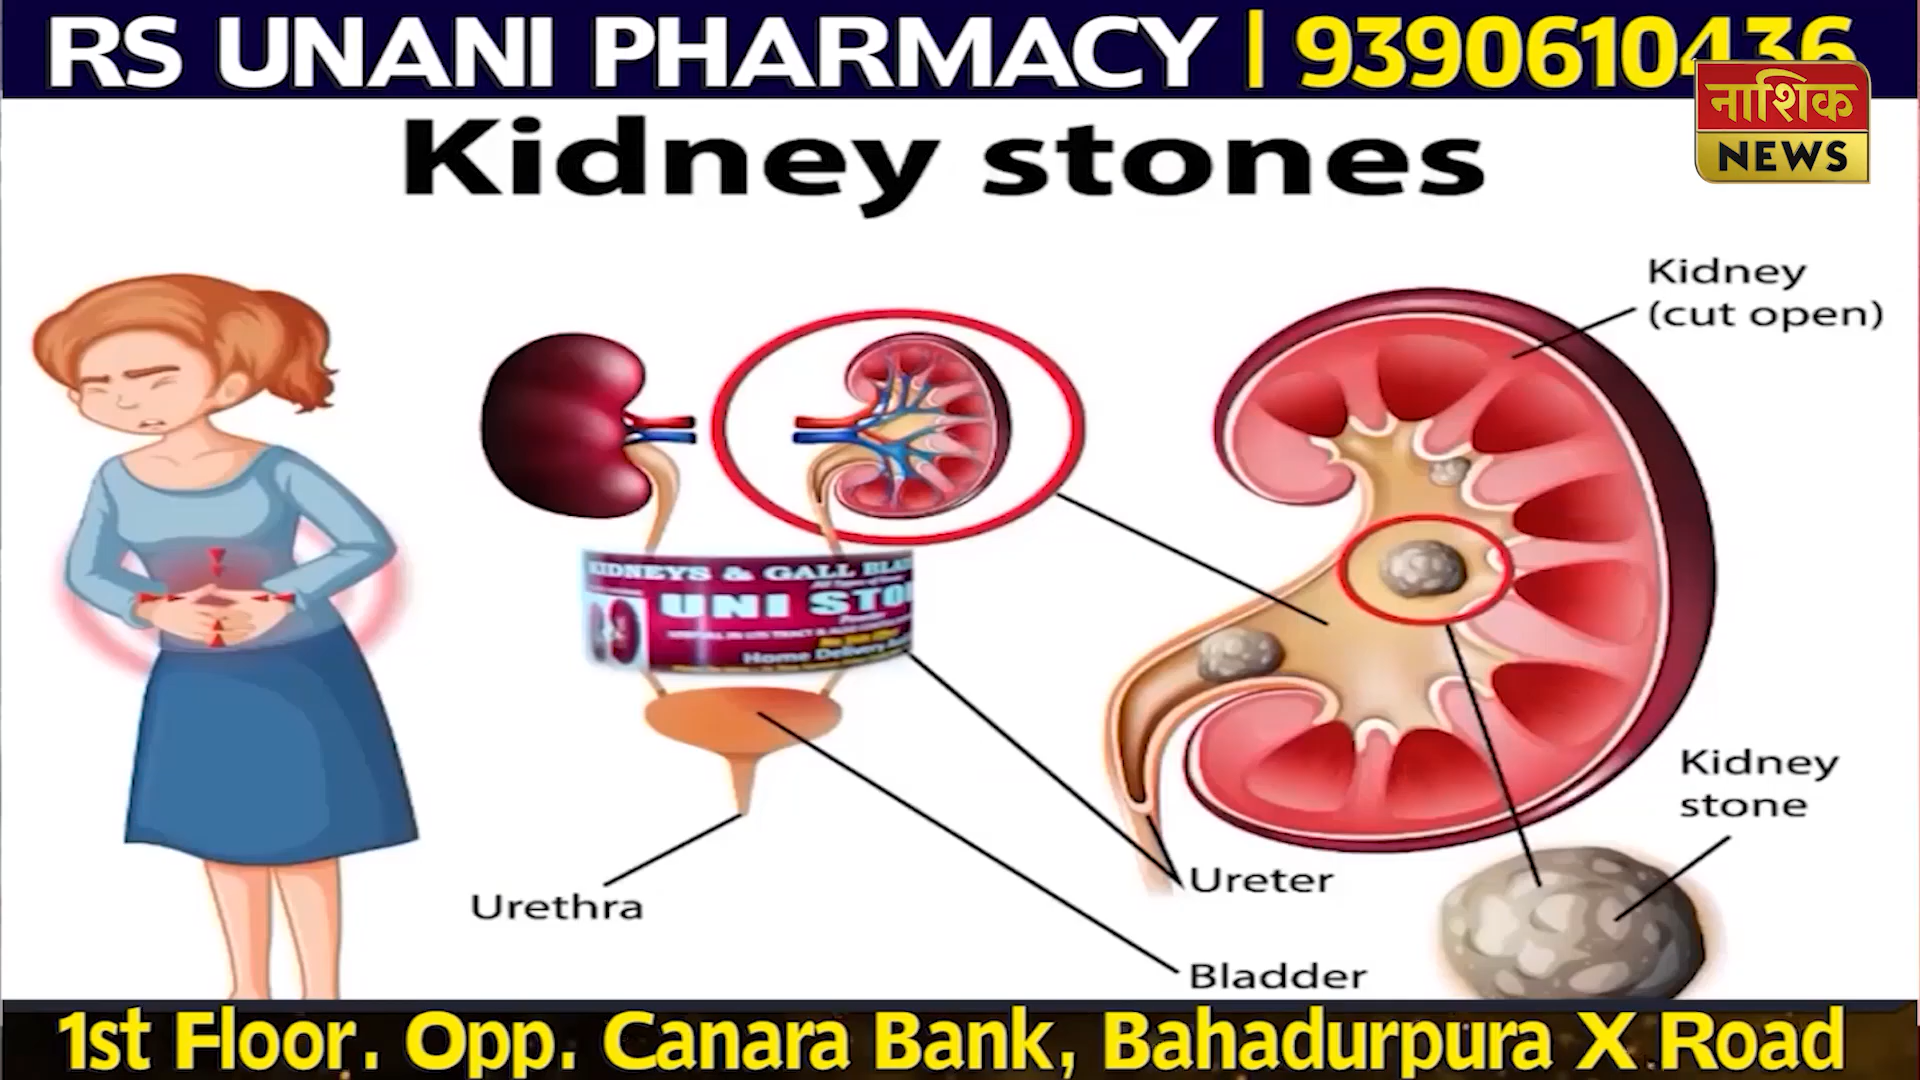 RS UNANI PHARMACY | 9390610436
नाशिक
NEWS
Kidney stones
Kidney
(cut open)
KIDNEYS & GALL BLA
UNI STO
Home Delivery
Kidney
stone
Ureter
Urethra
Bladder
1st Floor. Opp. Canara Bank, Bahadurpura X Road